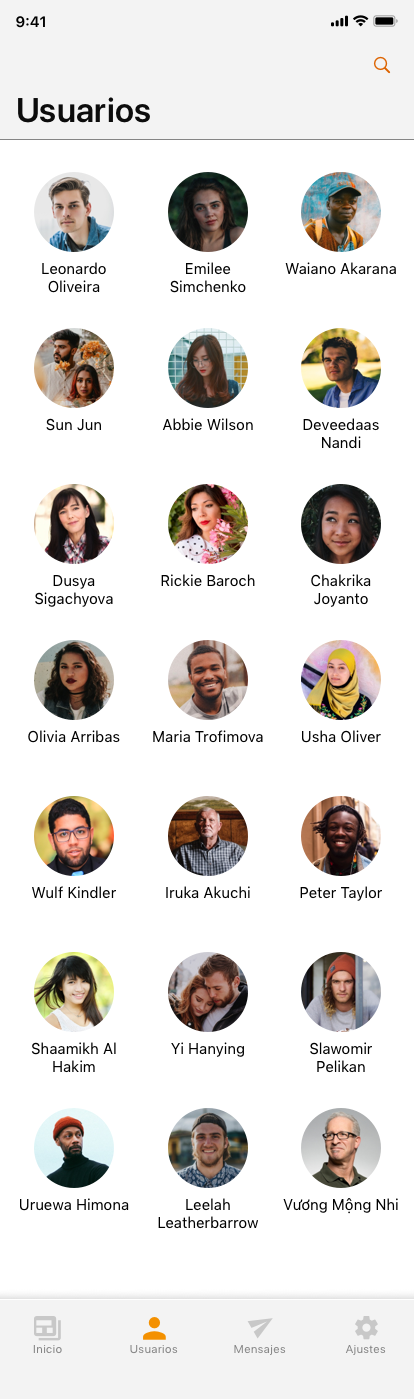 9:41
Usuarios
Leonardo
Oliveira
Emilee
Simchenko
Waiano Akarana
Sun Jun
Abbie Wilson
Deveedaas
Nandi
Dusya
Sigachyova
Rickie Baroch
Chakrika
Joyanto
Olivia Arribas
Maria Trofimova
Usha Oliver
Wulf Kindler
Iruka Akuchi
Peter Taylor
Shaamikh Al
Hakim
Yi Hanying
Slawomir
Pelikan
Uruewa Himona
Leelah
Leatherbarrow
Vương Mộng Nhi
Inicio
Usuarios
Mensajes
Ajustes